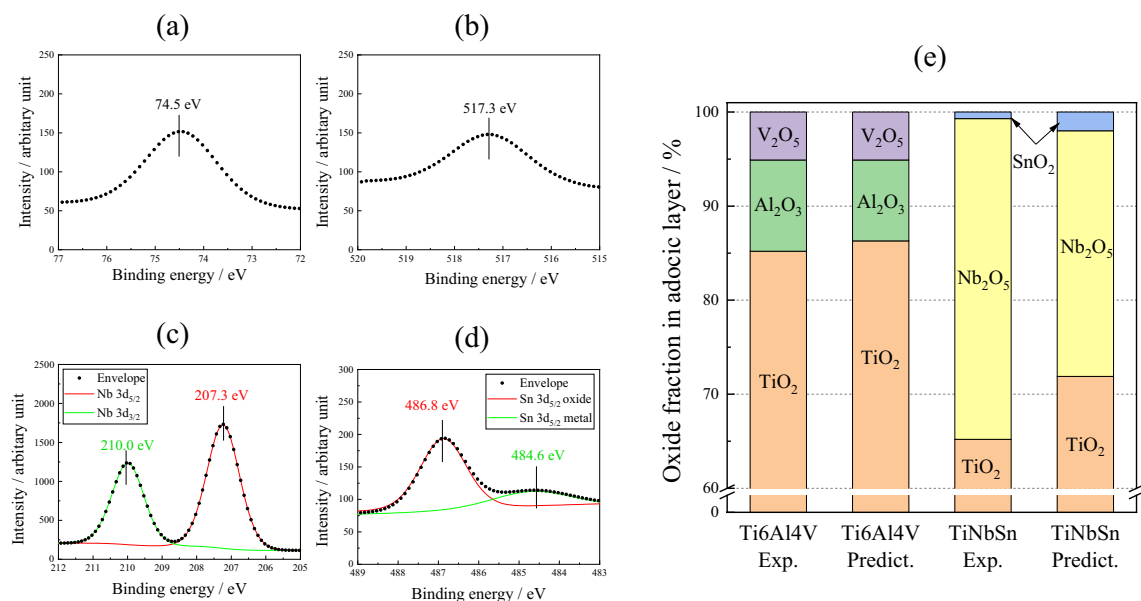 (a)
250
200
150
100
50
0
74.5 eV
77 76 75 74 73 72
Intensity / arbitary unit
Binding energy / eV
(b)
250
200
150
100
50
0
517.3 eV
520 519 518 517 516 515
Intensity / arbitary unit
Binding energy / eV
(c)
2500
2000
1500
1000
500
0
Envelope
Nb 3d5/2
Nb 3d3/2
207.3 eV
210.0 eV
212 211 210 209 208 207 206 205
Intensity / arbitary unit
Binding energy / eV
(d)
300
250
200
150
100
50
0
Envelope
Sn 3d5/2 oxide
Sn 3d5/2 metal
486.8 eV
484.6 eV
489 488 487 486 485 484 483
Intensity / arbitary unit
Binding energy / eV
(e)
Oxide fraction in adocic layer / %
100
90
80
70
60
0
V2O5
Al2O3
TiO2
V2O5
Al2O3
TiO2
SnO2
Nb2O5
TiO2
Nb2O5
TiO2
Ti6Al4V
Exp.
Ti6Al4V
Predict.
TiNbSn
Exp.
TiNbSn
Predict.